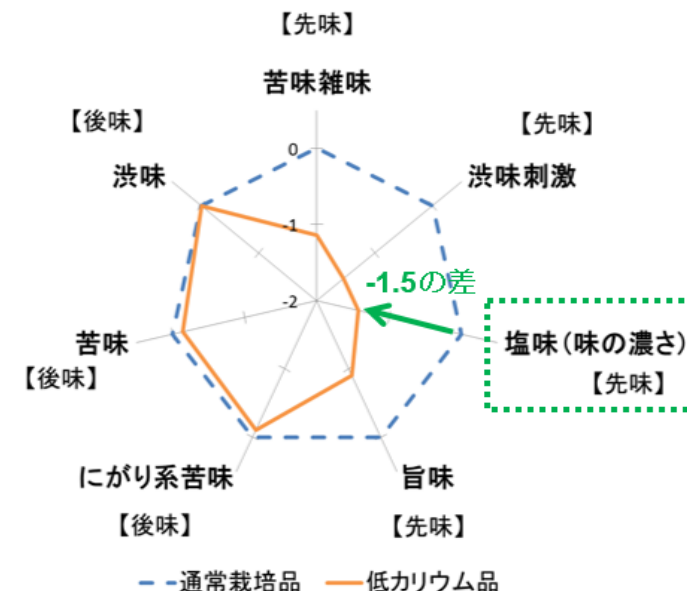 【先味】
苦味雑味
【後味】
【先味】
渋味
0
渋味刺激
-1
-1.5の差
-2
苦味
塩味(味の濃さ)
【後味】
【先味】
にがり系苦味
旨味
【後味】
【先味】
通常栽培品
低カリウム品